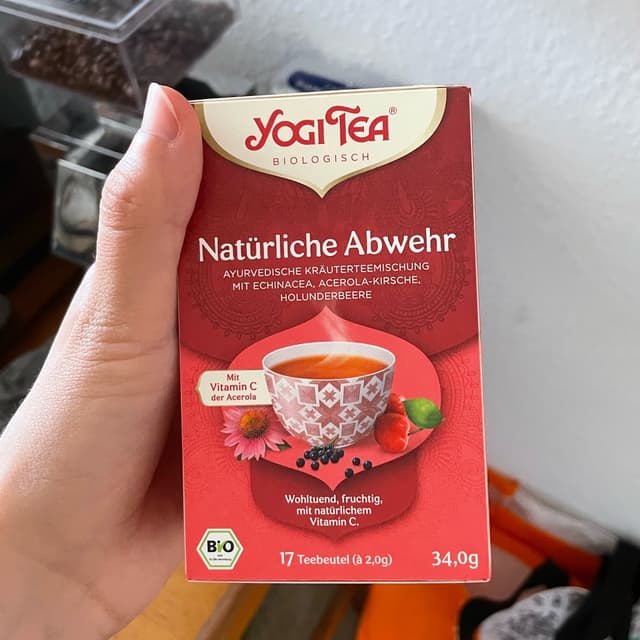 YOGI TEA®
BIOLOGISCH
Natürliche Abwehr
AYURVEDISCHE KRÄUTERTEEMISCHUNG
MIT ECHINACEA, ACEROLA-KIRSCHE,
HOLUNDERBEERE
Mit
Vitamin C
der Acerola
Wohltuend, fruchtig,
mit natürlichem
Vitamin C.
Bio
17 Teebeutel (à 2,0g)
34,0g